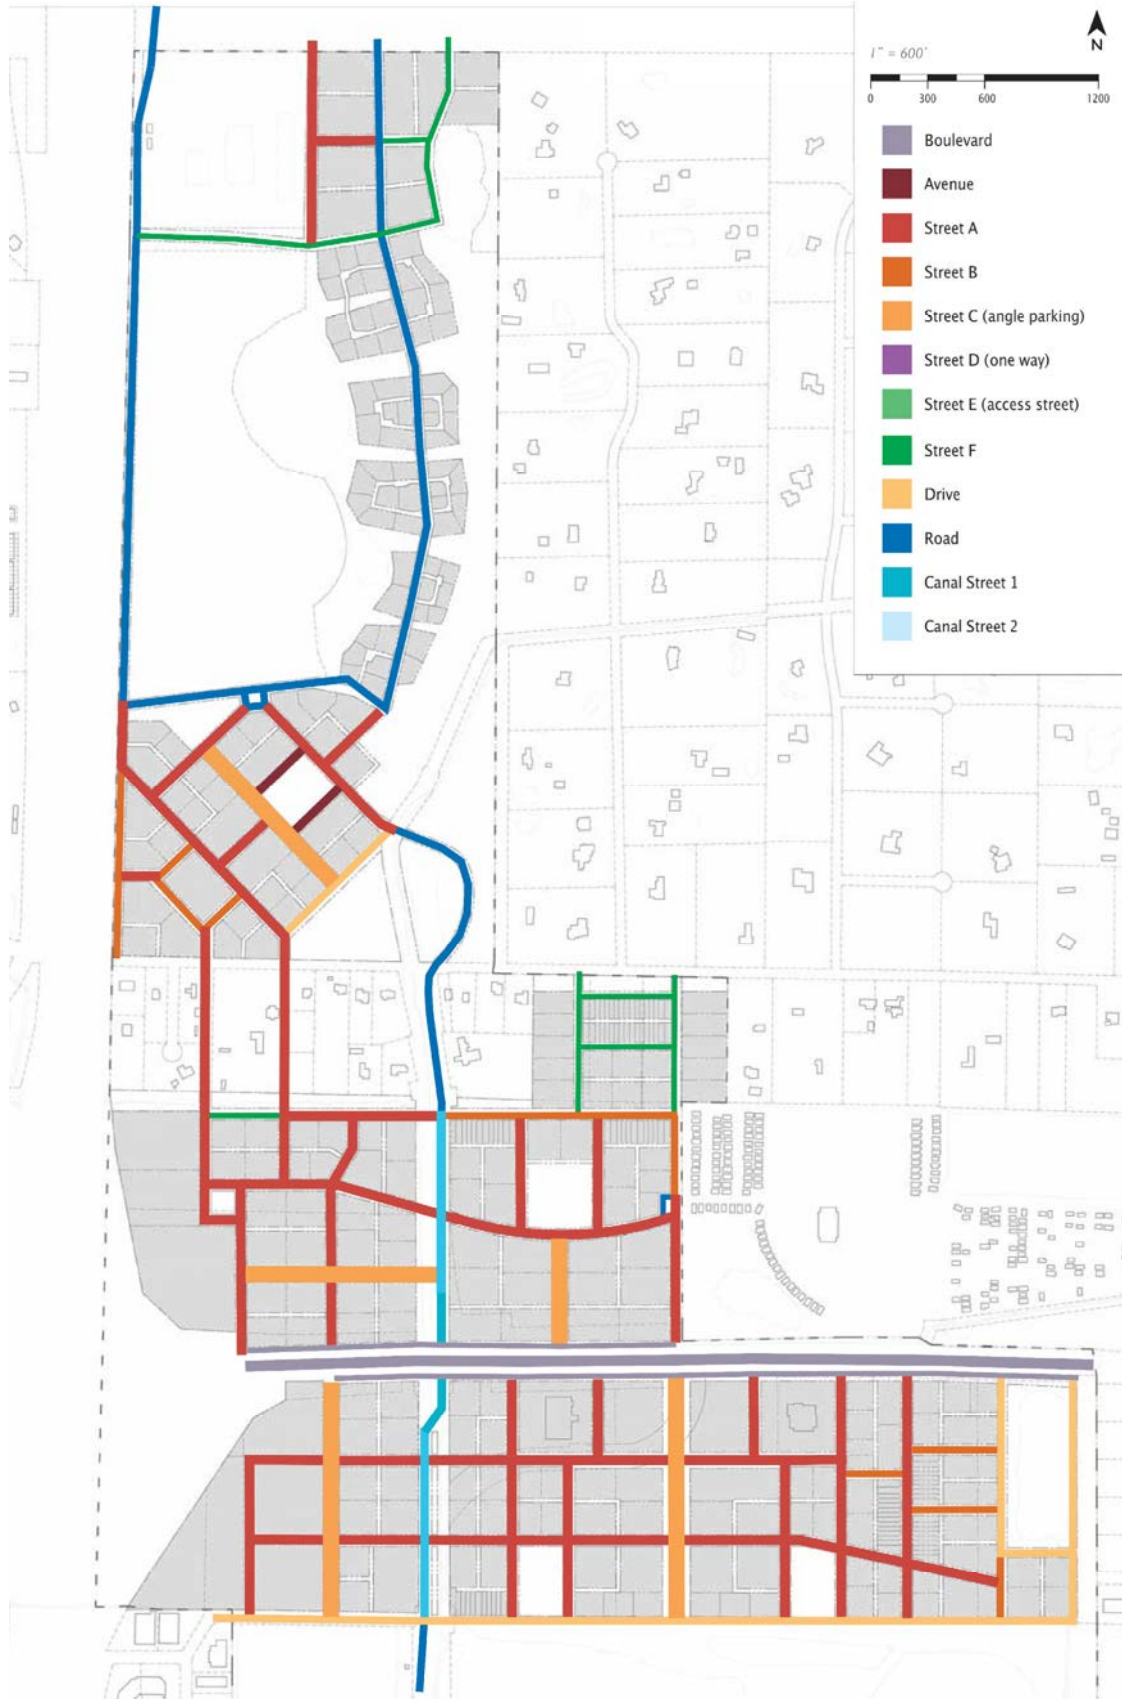 N
1" = 600'
0 300 600 1200
Boulevard
Avenue
Street A
Street B
Street C (angle parking)
Street D (one way)
Street E (access street)
Street F
Drive
Road
Canal Street 1
Canal Street 2